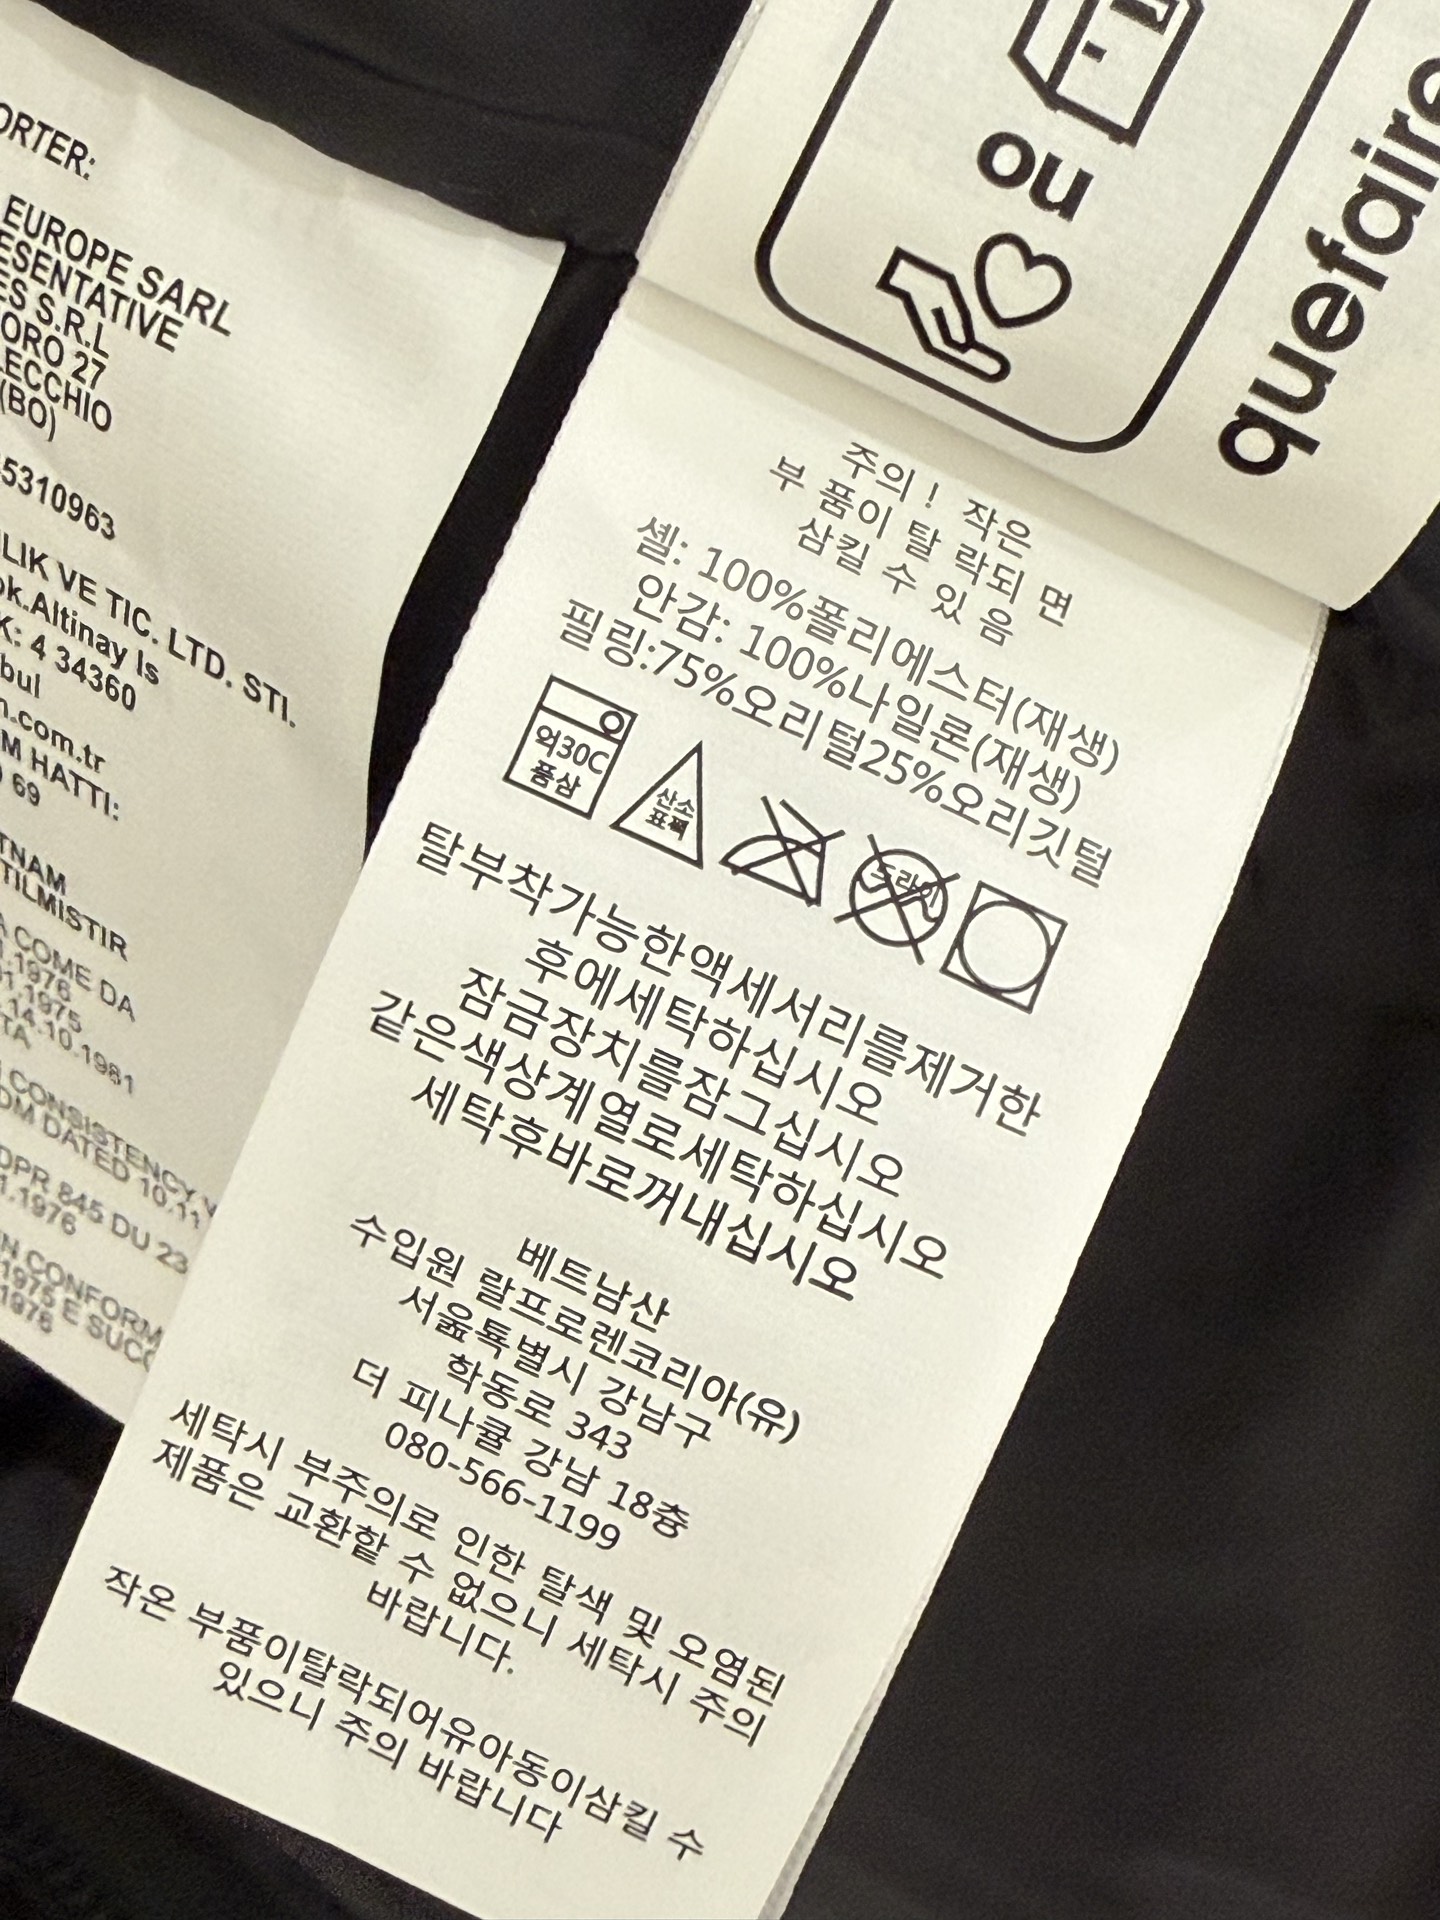 ORTER:
EUROPE SARL
ESENTATIVE
ES S.R.L
ORO 27
LECCHIO
(BO)
5310963
LIK VE TIC. LTD. STI.
ok.Altinay Is
K: 4 34360
bul
n.com.tr
M HATTI:
) 69
TNAM
TILMISTIR
A COME DA
1.1976
01.1975
14.10.1981
TA
CONSISTENCY
OM DATED 10.11
DPR 845 DU 23
1.1976
IN CONFORM
1975 E SUCC
1976
ou
quefaire
주의 ! 작은
부 품이 탈 락되 면
삼킬 수 있 음
셸: 100%폴리에스터(재생)
안감: 100%나일론(재생)
필링:75%오리털25%오리깃털
약30C
품삼
산소
표백
드라이
탈부착가능한액세서리를제거한
후에세탁하십시오
잠금장치를잠그십시오
같은색상계열로세탁하십시오
세탁후바로꺼내십시오
베트남산
수입원 랄프로렌코리아(유)
서욿특별시 강남구
학동로 343
더 피나클 강남 18층
080-566-1199
세탁시 부주의로 인한 탈색 및 오염된
제품은 교환핥 수 없으니 세탁시 주의
바랍니다.
작은 부품이탈락되어유아동이삼킬 수
있으니 주의 바랍니다